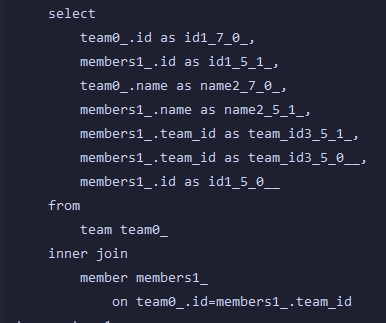 select
team0_.id as id1_7_0_,
members1_.id as id1_5_1_,
team0_.name as name2_7_0_,
members1_.name as name2_5_1_,
members1_.team_id as team_id3_5_1_,
members1_.team_id as team_id3_5_0__,
members1_.id as id1_5_0__
from
team team0_
inner join
member members1_
on team0_.id=members1_.team_id